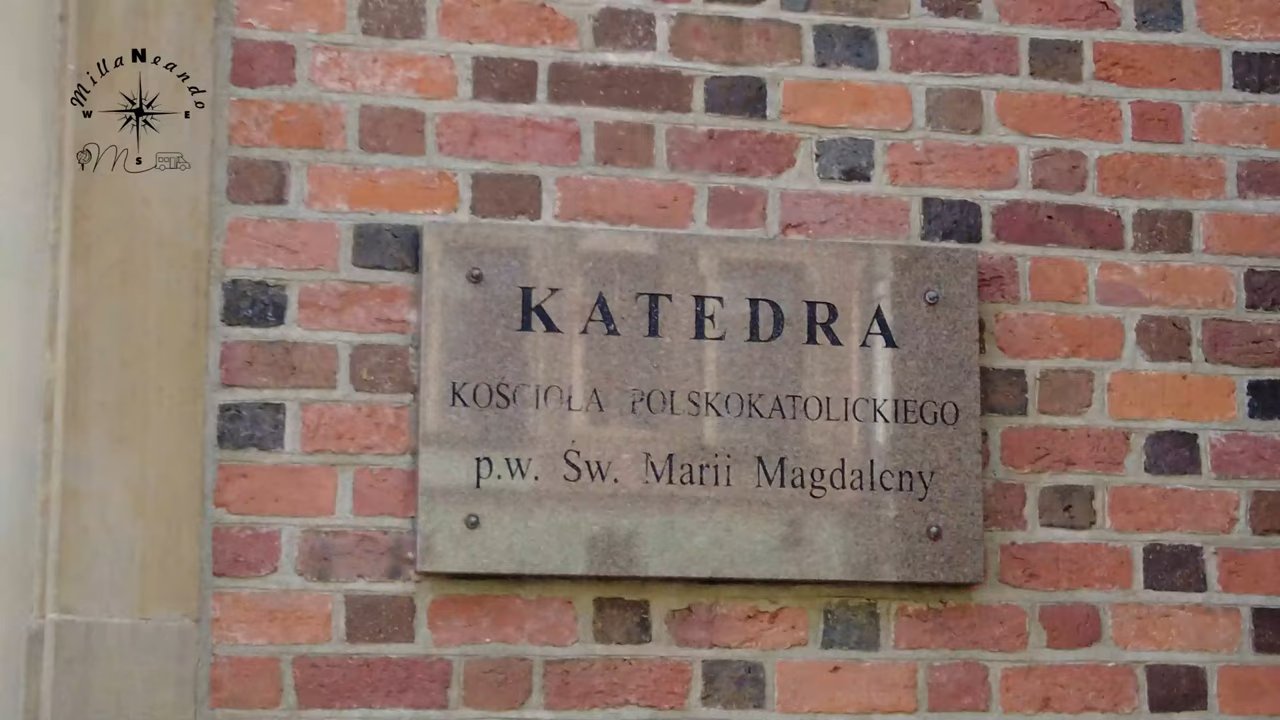 MillaNeando
W E
M S
KATEDRA
KOŚCIOŁA POLSKOKATOLICKIEGO
p.w. Św. Marii Magdaleny